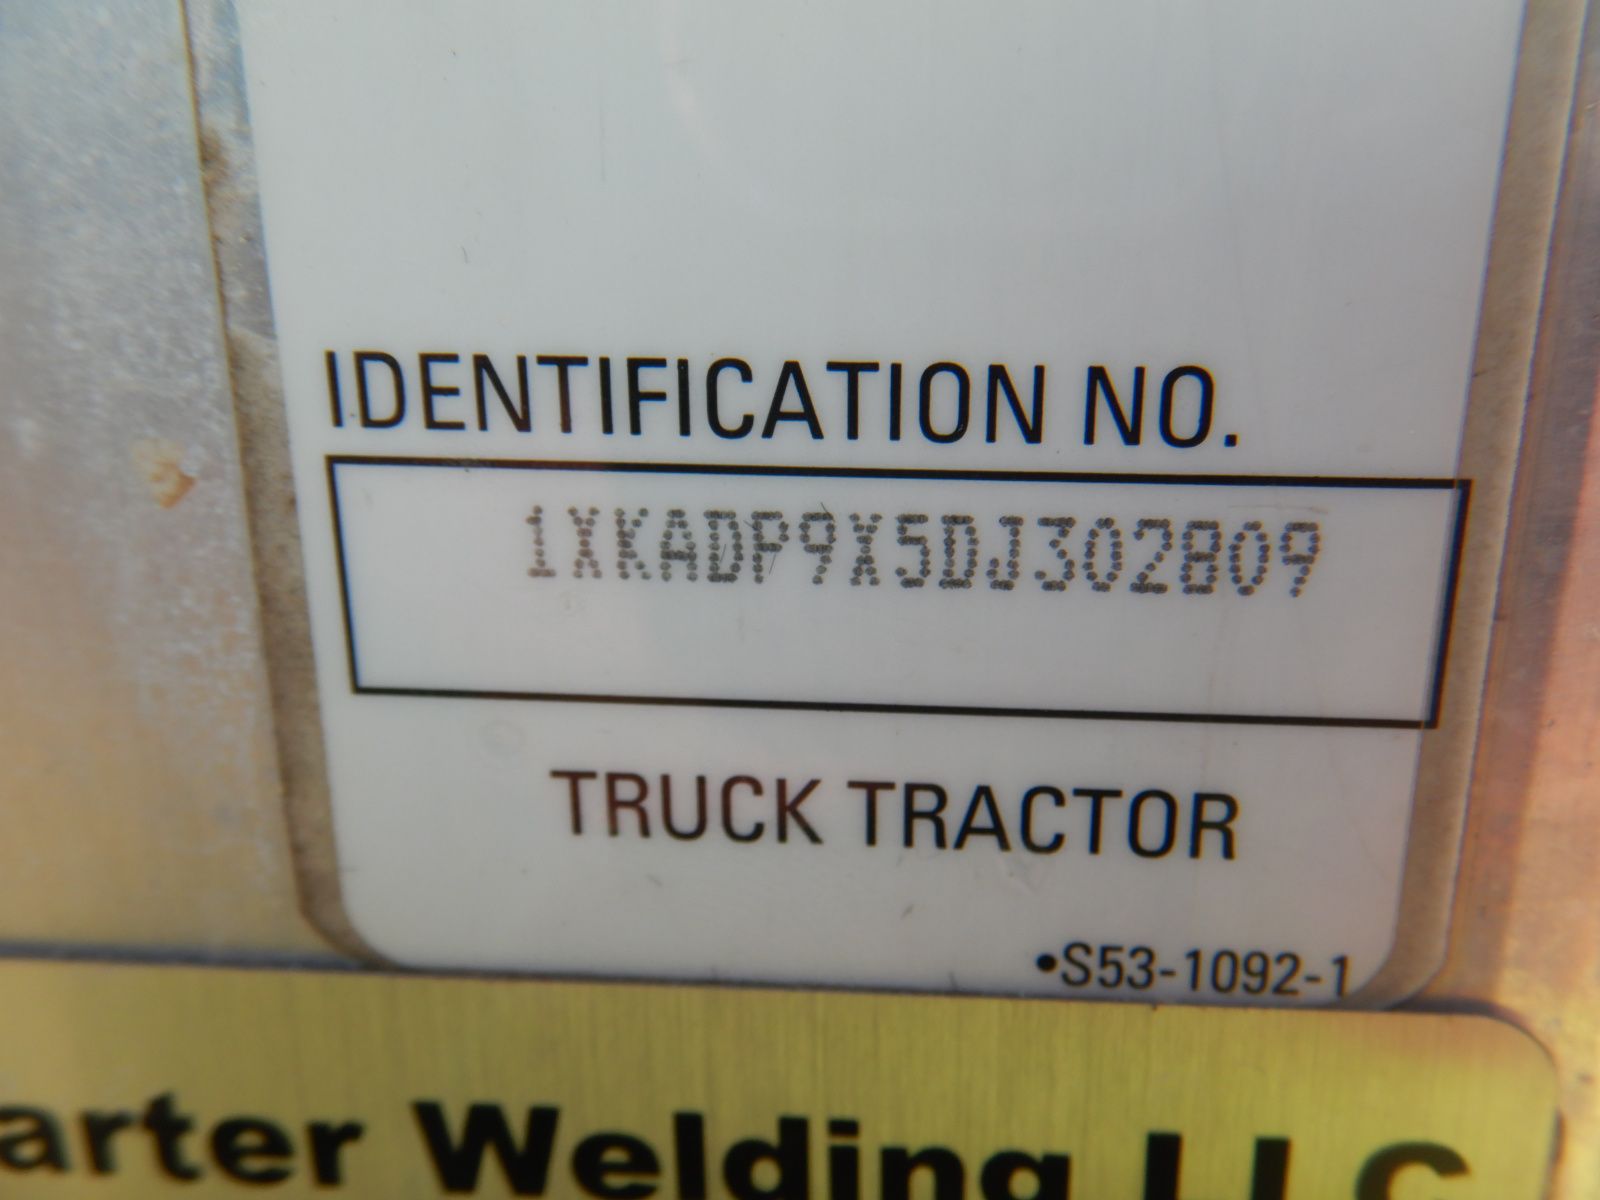 IDENTIFICATION NO.
1XKADP9X5DJ302809
TRUCK TRACTOR
•S53-1092-1
arter Welding LLC